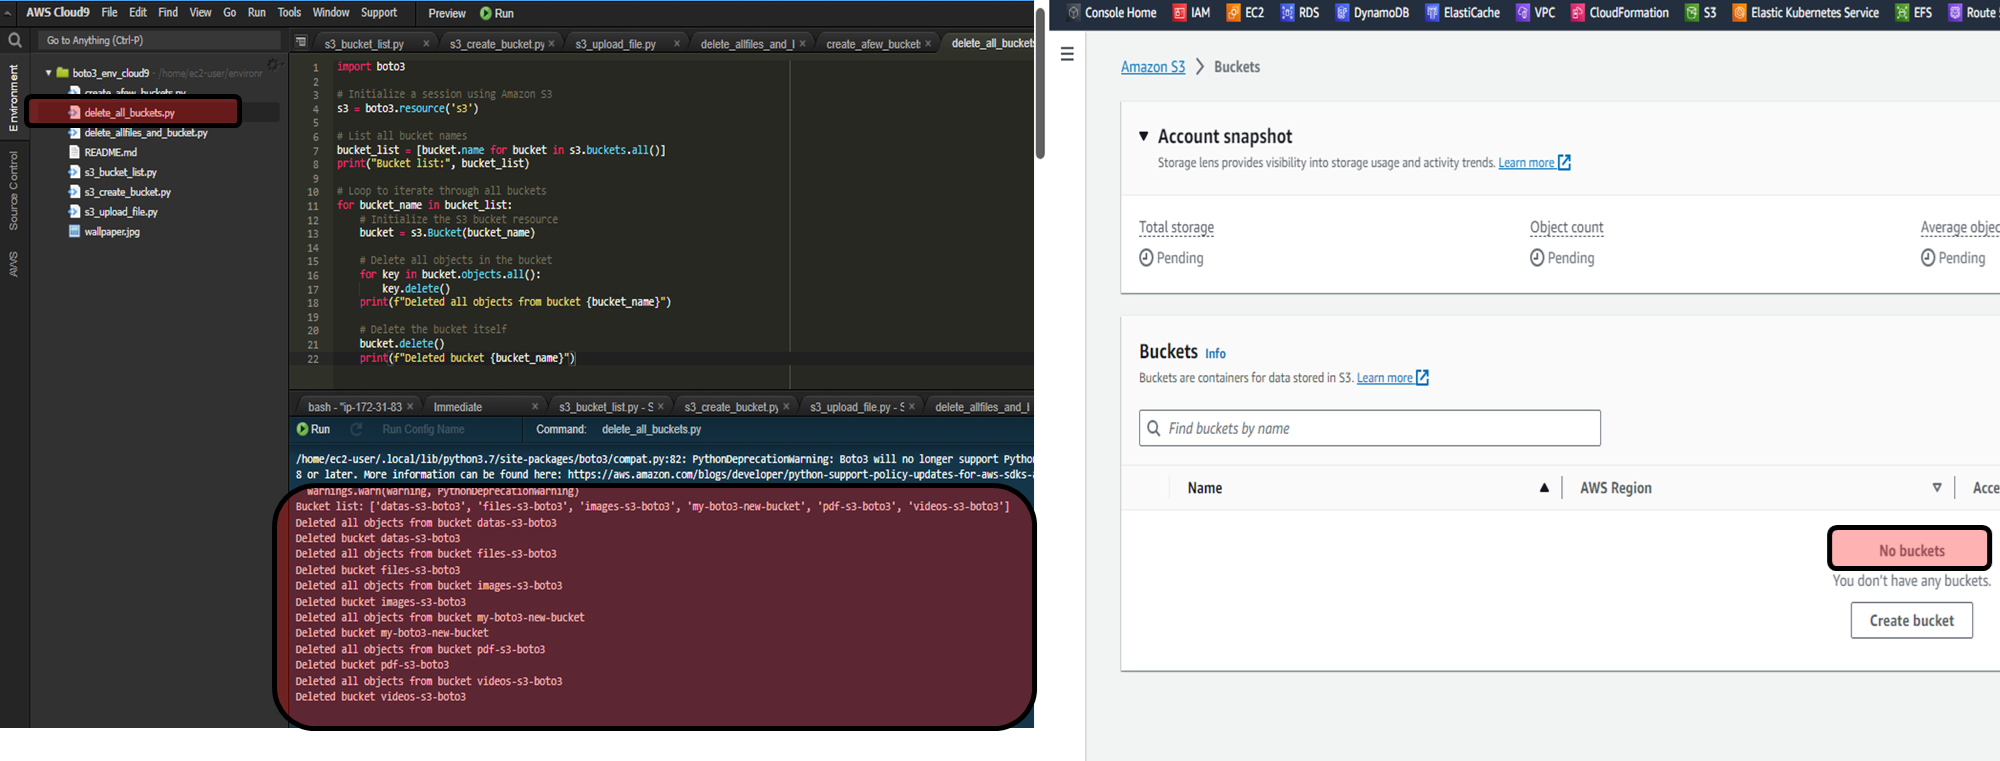 AWS Cloud9 File Edit Find View Go Run Tools Window Support Preview Run
Go to Anything (Ctrl-P)
Environment
Source Control
AWS
boto3_env_cloud9 - /home/ec2-user/environr
create_afew_buckets.py
delete_all_buckets.py
delete_allfiles_and_bucket.py
README.md
s3_bucket_list.py
s3_create_bucket.py
s3_upload_file.py
wallpaper.jpg
s3_bucket_list.py × s3_create_bucket.py × s3_upload_file.py × delete_allfiles_and_l × create_afew_bucket: × delete_all_buckets
1 import boto3
2
3 # Initialize a session using Amazon S3
4 s3 = boto3.resource('s3')
5
6 # List all bucket names
7 bucket_list = [bucket.name for bucket in s3.buckets.all()]
8 print("Bucket list:", bucket_list)
9
10 # Loop to iterate through all buckets
11 for bucket_name in bucket_list:
12 # Initialize the S3 bucket resource
13 bucket = s3.Bucket(bucket_name)
14
15 # Delete all objects in the bucket
16 for key in bucket.objects.all():
17 key.delete()
18 print(f"Deleted all objects from bucket {bucket_name}")
19
20 # Delete the bucket itself
21 bucket.delete()
22 print(f"Deleted bucket {bucket_name}")
bash - "ip-172-31-83 × Immediate × s3_bucket_list.py - S × s3_create_bucket.py × s3_upload_file.py - S × delete_allfiles_and_l
Run Run Config Name Command: delete_all_buckets.py
/home/ec2-user/.local/lib/python3.7/site-packages/boto3/compat.py:82: PythonDeprecationWarning: Boto3 will no longer support Python
8 or later. More information can be found here: https://aws.amazon.com/blogs/developer/python-support-policy-updates-for-aws-sdks-
warnings.warn(warning, PythonDeprecationWarning)
Bucket list: ['datas-s3-boto3', 'files-s3-boto3', 'images-s3-boto3', 'my-boto3-new-bucket', 'pdf-s3-boto3', 'videos-s3-boto3']
Deleted all objects from bucket datas-s3-boto3
Deleted bucket datas-s3-boto3
Deleted all objects from bucket files-s3-boto3
Deleted bucket files-s3-boto3
Deleted all objects from bucket images-s3-boto3
Deleted bucket images-s3-boto3
Deleted all objects from bucket my-boto3-new-bucket
Deleted bucket my-boto3-new-bucket
Deleted all objects from bucket pdf-s3-boto3
Deleted bucket pdf-s3-boto3
Deleted all objects from bucket videos-s3-boto3
Deleted bucket videos-s3-boto3
Console Home IAM EC2 RDS DynamoDB ElastiCache VPC CloudFormation S3 Elastic Kubernetes Service EFS Route
Amazon S3 > Buckets
Account snapshot
Storage lens provides visibility into storage usage and activity trends. Learn more
Total storage Object count Average objec
Pending Pending Pending
Buckets Info
Buckets are containers for data stored in S3. Learn more
Find buckets by name
Name AWS Region Acce
No buckets
You don't have any buckets.
Create bucket